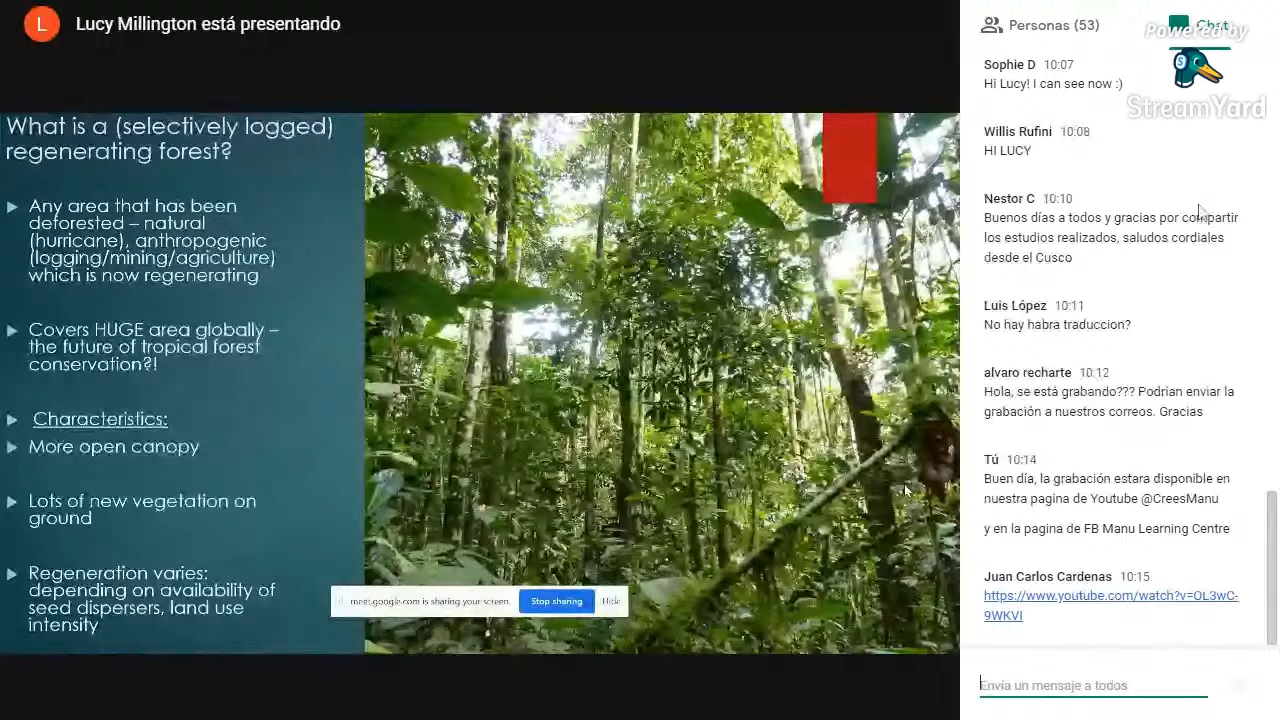 L
Lucy Millington está presentando
What is a (selectively logged)
regenerating forest?
Any area that has been
deforested – natural
(hurricane), anthropogenic
(logging/mining/agriculture)
which is now regenerating
Covers HUGE area globally –
the future of tropical forest
conservation?!
Characteristics:
More open canopy
Lots of new vegetation on
ground
Regeneration varies:
depending on availability of
seed dispersers, land use
intensity
meet.google.com is sharing your screen.
Stop sharing
Hide
Personas (53)
Chat
Powered by
StreamYard
Sophie D 10:07
Hi Lucy! I can see now :)
Willis Rufini 10:08
HI LUCY
Nestor C 10:10
Buenos días a todos y gracias por compartir
los estudios realizados, saludos cordiales
desde el Cusco
Luis López 10:11
No hay habra traduccion?
alvaro recharte 10:12
Hola, se está grabando??? Podrían enviar la
grabación a nuestros correos. Gracias
Tú 10:14
Buen día, la grabación estara disponible en
nuestra pagina de Youtube @CreesManu
y en la pagina de FB Manu Learning Centre
Juan Carlos Cardenas 10:15
https://www.youtube.com/watch?v=OL3wC-
9WKVI
Envía un mensaje a todos